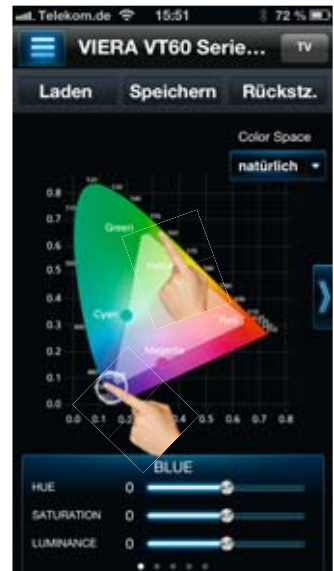 Telekom.de 15:51 72 %
VIERA VT60 Serie... TV
Laden Speichern Rückstz.
Color Space
natürlich
0.8
0.7
Green
0.6
0.5
0.4
Cyan
Red
0.3
0.2
Magenta
0.1
0.0
0.0 0.1 0.2 0.3 0.4 0.5 0.6 0.7 0.8
BLUE
HUE 0
SATURATION 0
LUMINANCE 0